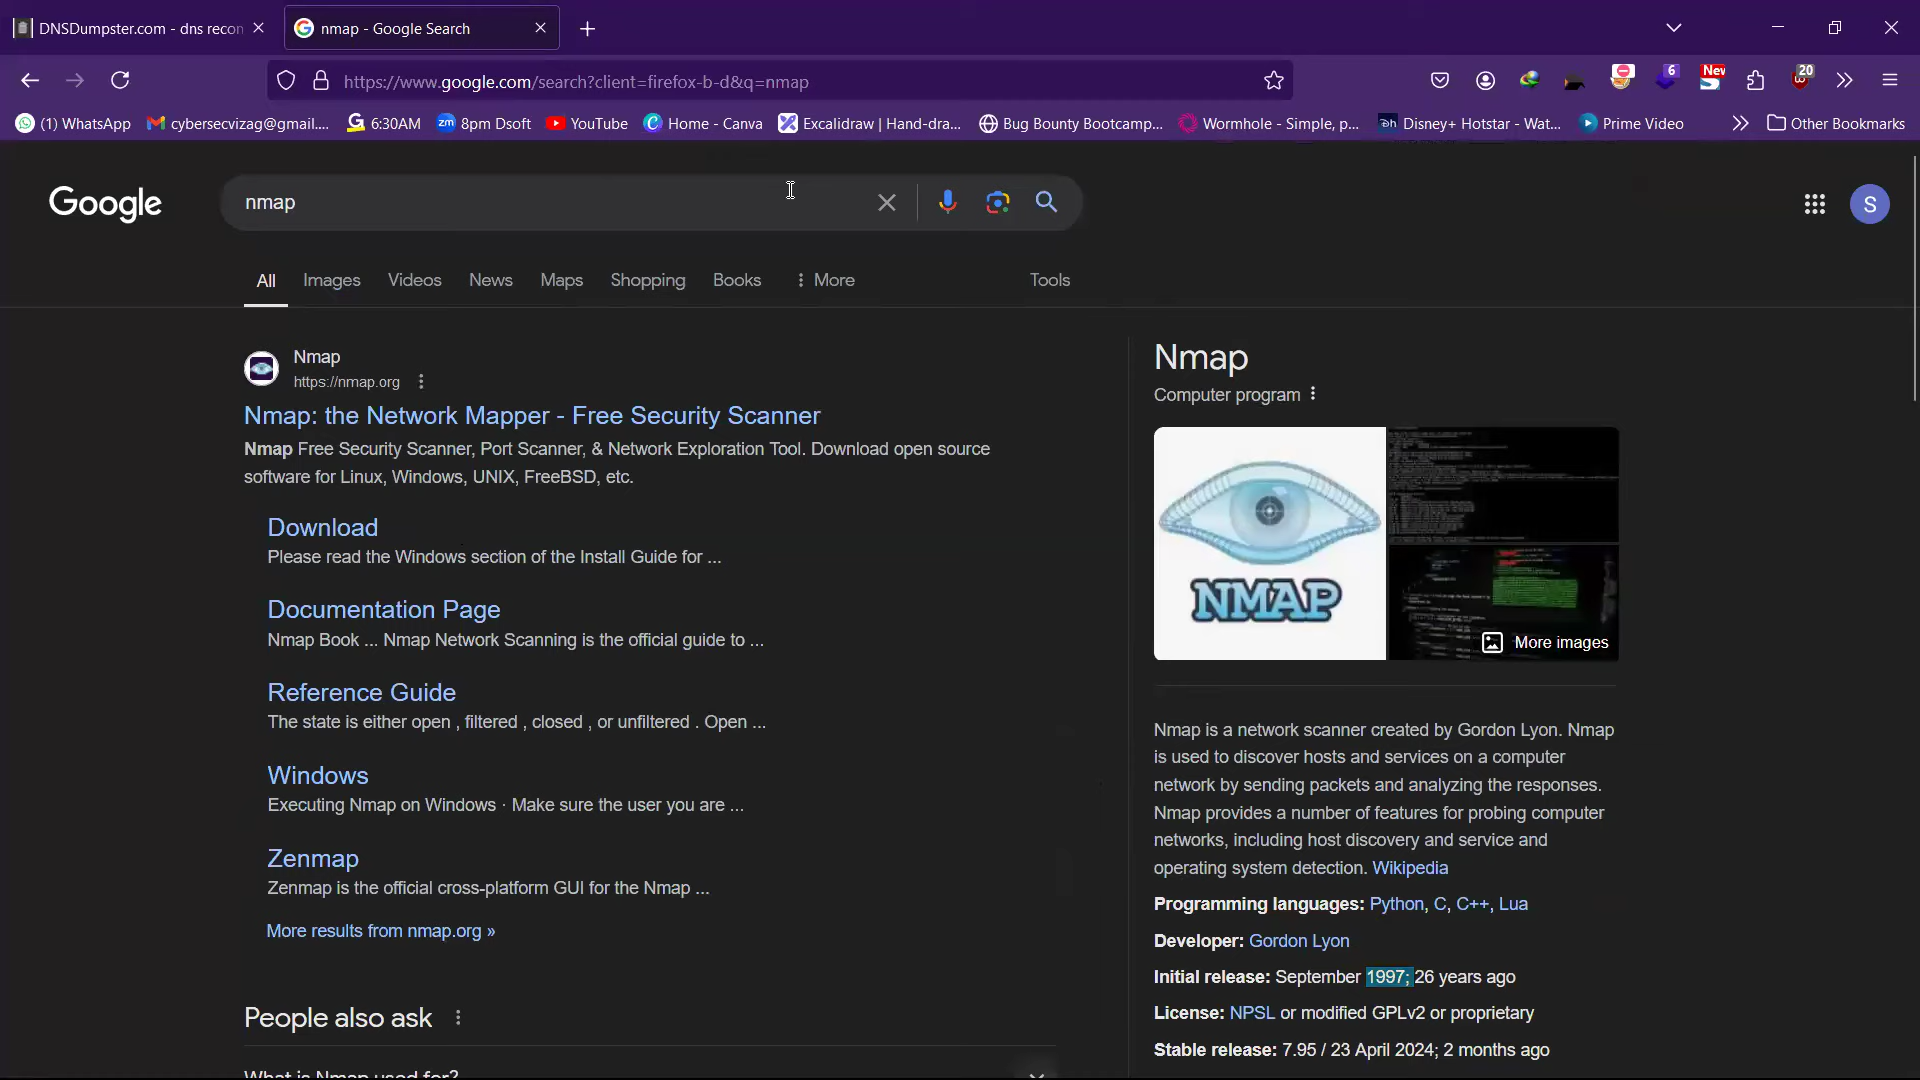 DNSDumpster.com - dns recon
nmap - Google Search
https://www.google.com/search?client=firefox-b-d&q=nmap
6
New
20
(1) WhatsApp
cybersecvizag@gmail....
6:30AM
8pm Dsoft
YouTube
Home - Canva
Excalidraw | Hand-dra...
Bug Bounty Bootcamp...
Wormhole - Simple, p...
Disney+ Hotstar - Wat...
Prime Video
Other Bookmarks
Google
nmap
S
All
Images
Videos
News
Maps
Shopping
Books
More
Tools
Nmap
https://nmap.org
Nmap: the Network Mapper - Free Security Scanner
Nmap Free Security Scanner, Port Scanner, & Network Exploration Tool. Download open source
software for Linux, Windows, UNIX, FreeBSD, etc.
Download
Please read the Windows section of the Install Guide for ...
Documentation Page
Nmap Book ... Nmap Network Scanning is the official guide to ...
Reference Guide
The state is either open , filtered , closed , or unfiltered . Open ...
Windows
Executing Nmap on Windows · Make sure the user you are ...
Zenmap
Zenmap is the official cross-platform GUI for the Nmap ...
More results from nmap.org »
People also ask
What is Nmap used for?
Nmap
Computer program
NMAP
More images
Nmap is a network scanner created by Gordon Lyon. Nmap
is used to discover hosts and services on a computer
network by sending packets and analyzing the responses.
Nmap provides a number of features for probing computer
networks, including host discovery and service and
operating system detection. Wikipedia
Programming languages: Python, C, C++, Lua
Developer: Gordon Lyon
Initial release: September 1997; 26 years ago
License: NPSL or modified GPLv2 or proprietary
Stable release: 7.95 / 23 April 2024; 2 months ago